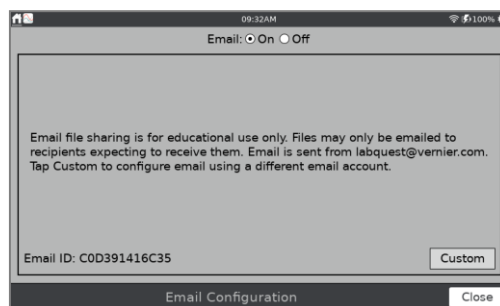 09:32AM
100%
Email: On Off
Email file sharing is for educational use only. Files may only be emailed to
recipients expecting to receive them. Email is sent from labquest@vernier.com.
Tap Custom to configure email using a different email account.
Email ID: C0D391416C35
Custom
Email Configuration
Close